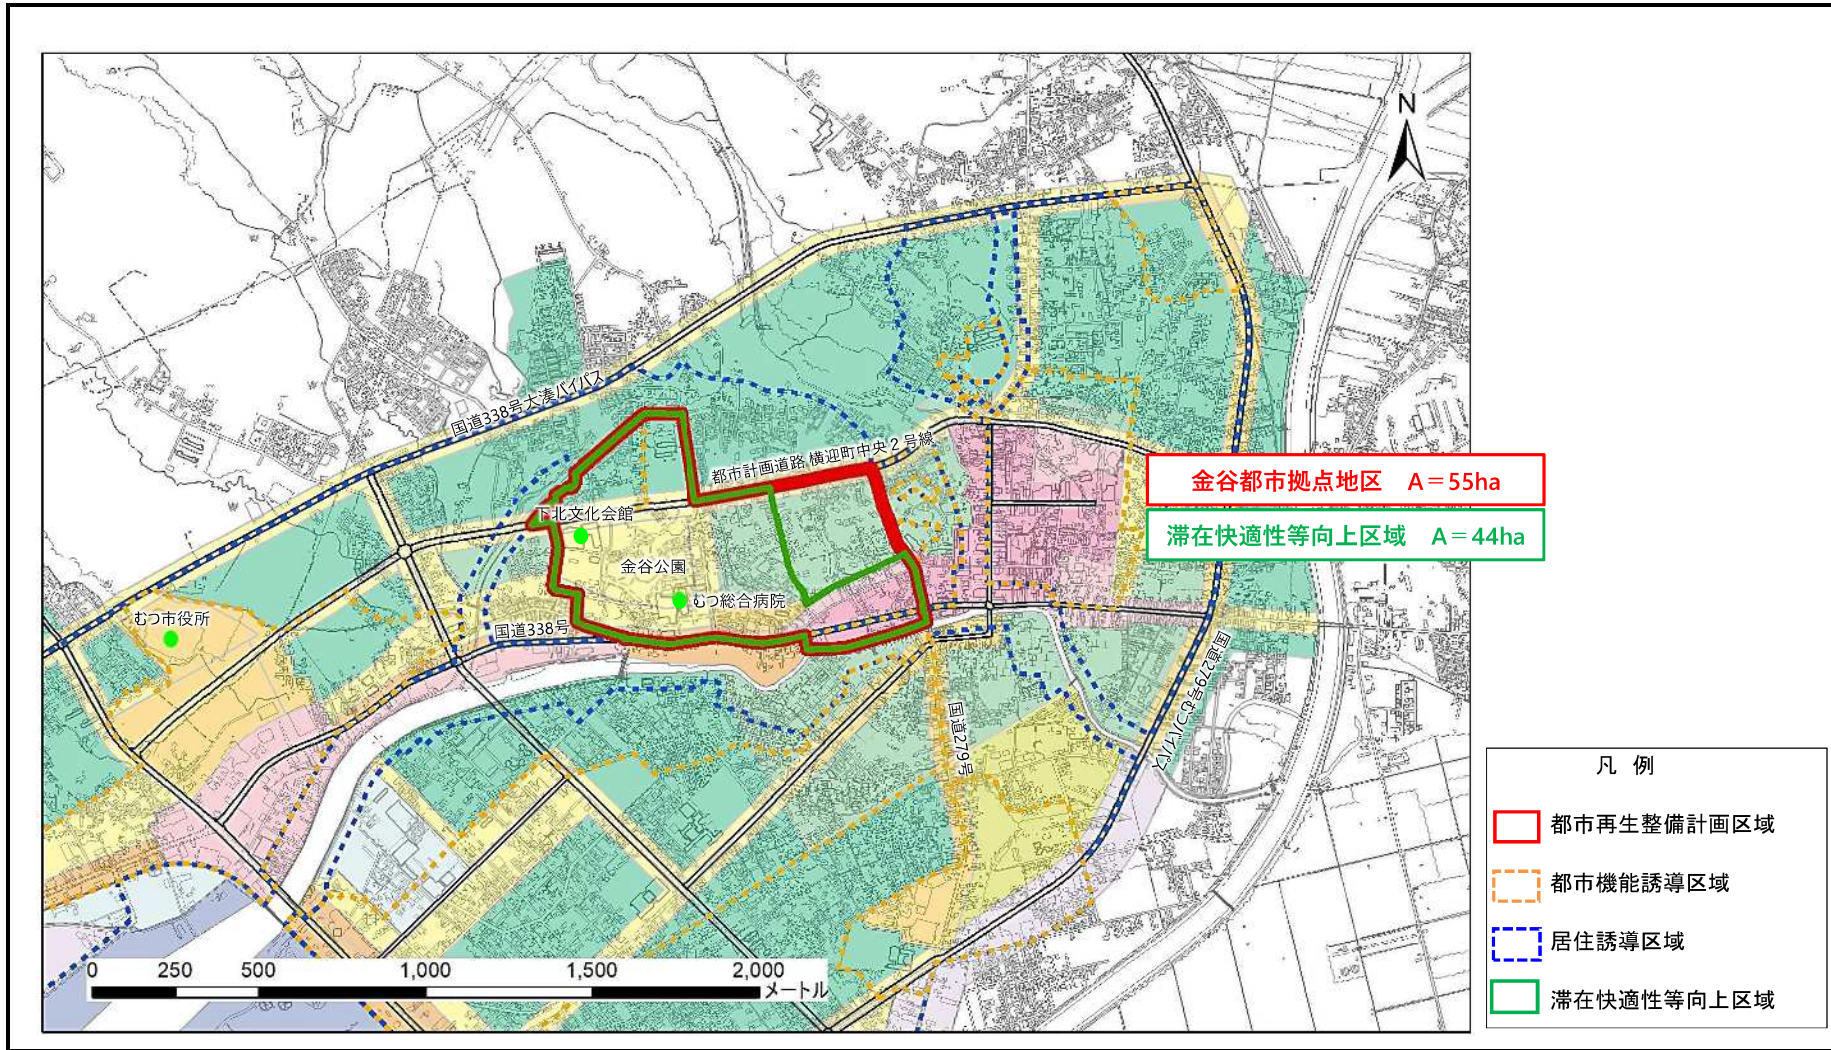 N
国道338号大湊バイパス
都市計画道路 横迎町中央２号線
金谷都市拠点地区　A＝55ha
滞在快適性等向上区域　A＝44ha
下北文化会館
金谷公園
むつ総合病院
むつ市役所
国道338号
国道279号
国道279号むつバイパス
凡 例
都市再生整備計画区域
都市機能誘導区域
居住誘導区域
滞在快適性等向上区域
0 250 500 1,000 1,500 2,000
メートル